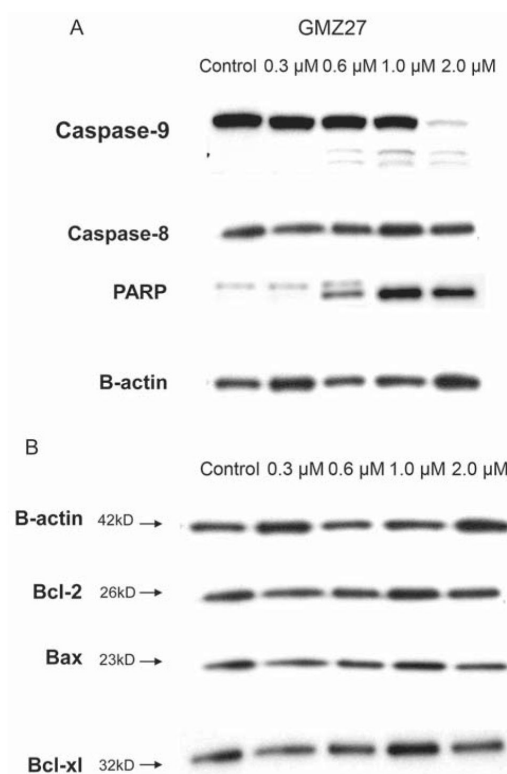 A
GMZ27
Control 0.3 µM 0.6 µM 1.0 µM 2.0 µM
Caspase-9
Caspase-8
PARP
B-actin
B
Control 0.3 µM 0.6 µM 1.0 µM 2.0 µM
B-actin 42kD →
Bcl-2 26kD →
Bax 23kD →
Bcl-xl 32kD →